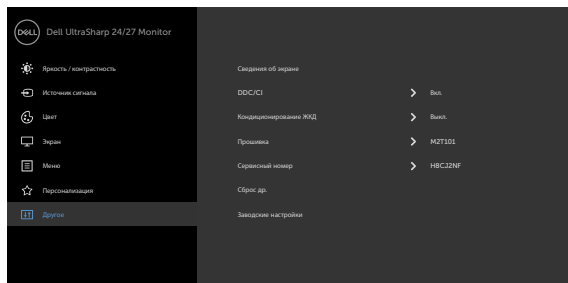 DELL Dell UltraSharp 24/27 Monitor
Яркость / контрастность Сведения об экране
Источник сигнала DDC/CI Вкл.
Цвет Кондиционирование ЖКД Выкл.
Экран Прошивка M2T101
Меню Сервисный номер HBCJ2NF
Персонализация Сброс др.
Другое Заводские настройки